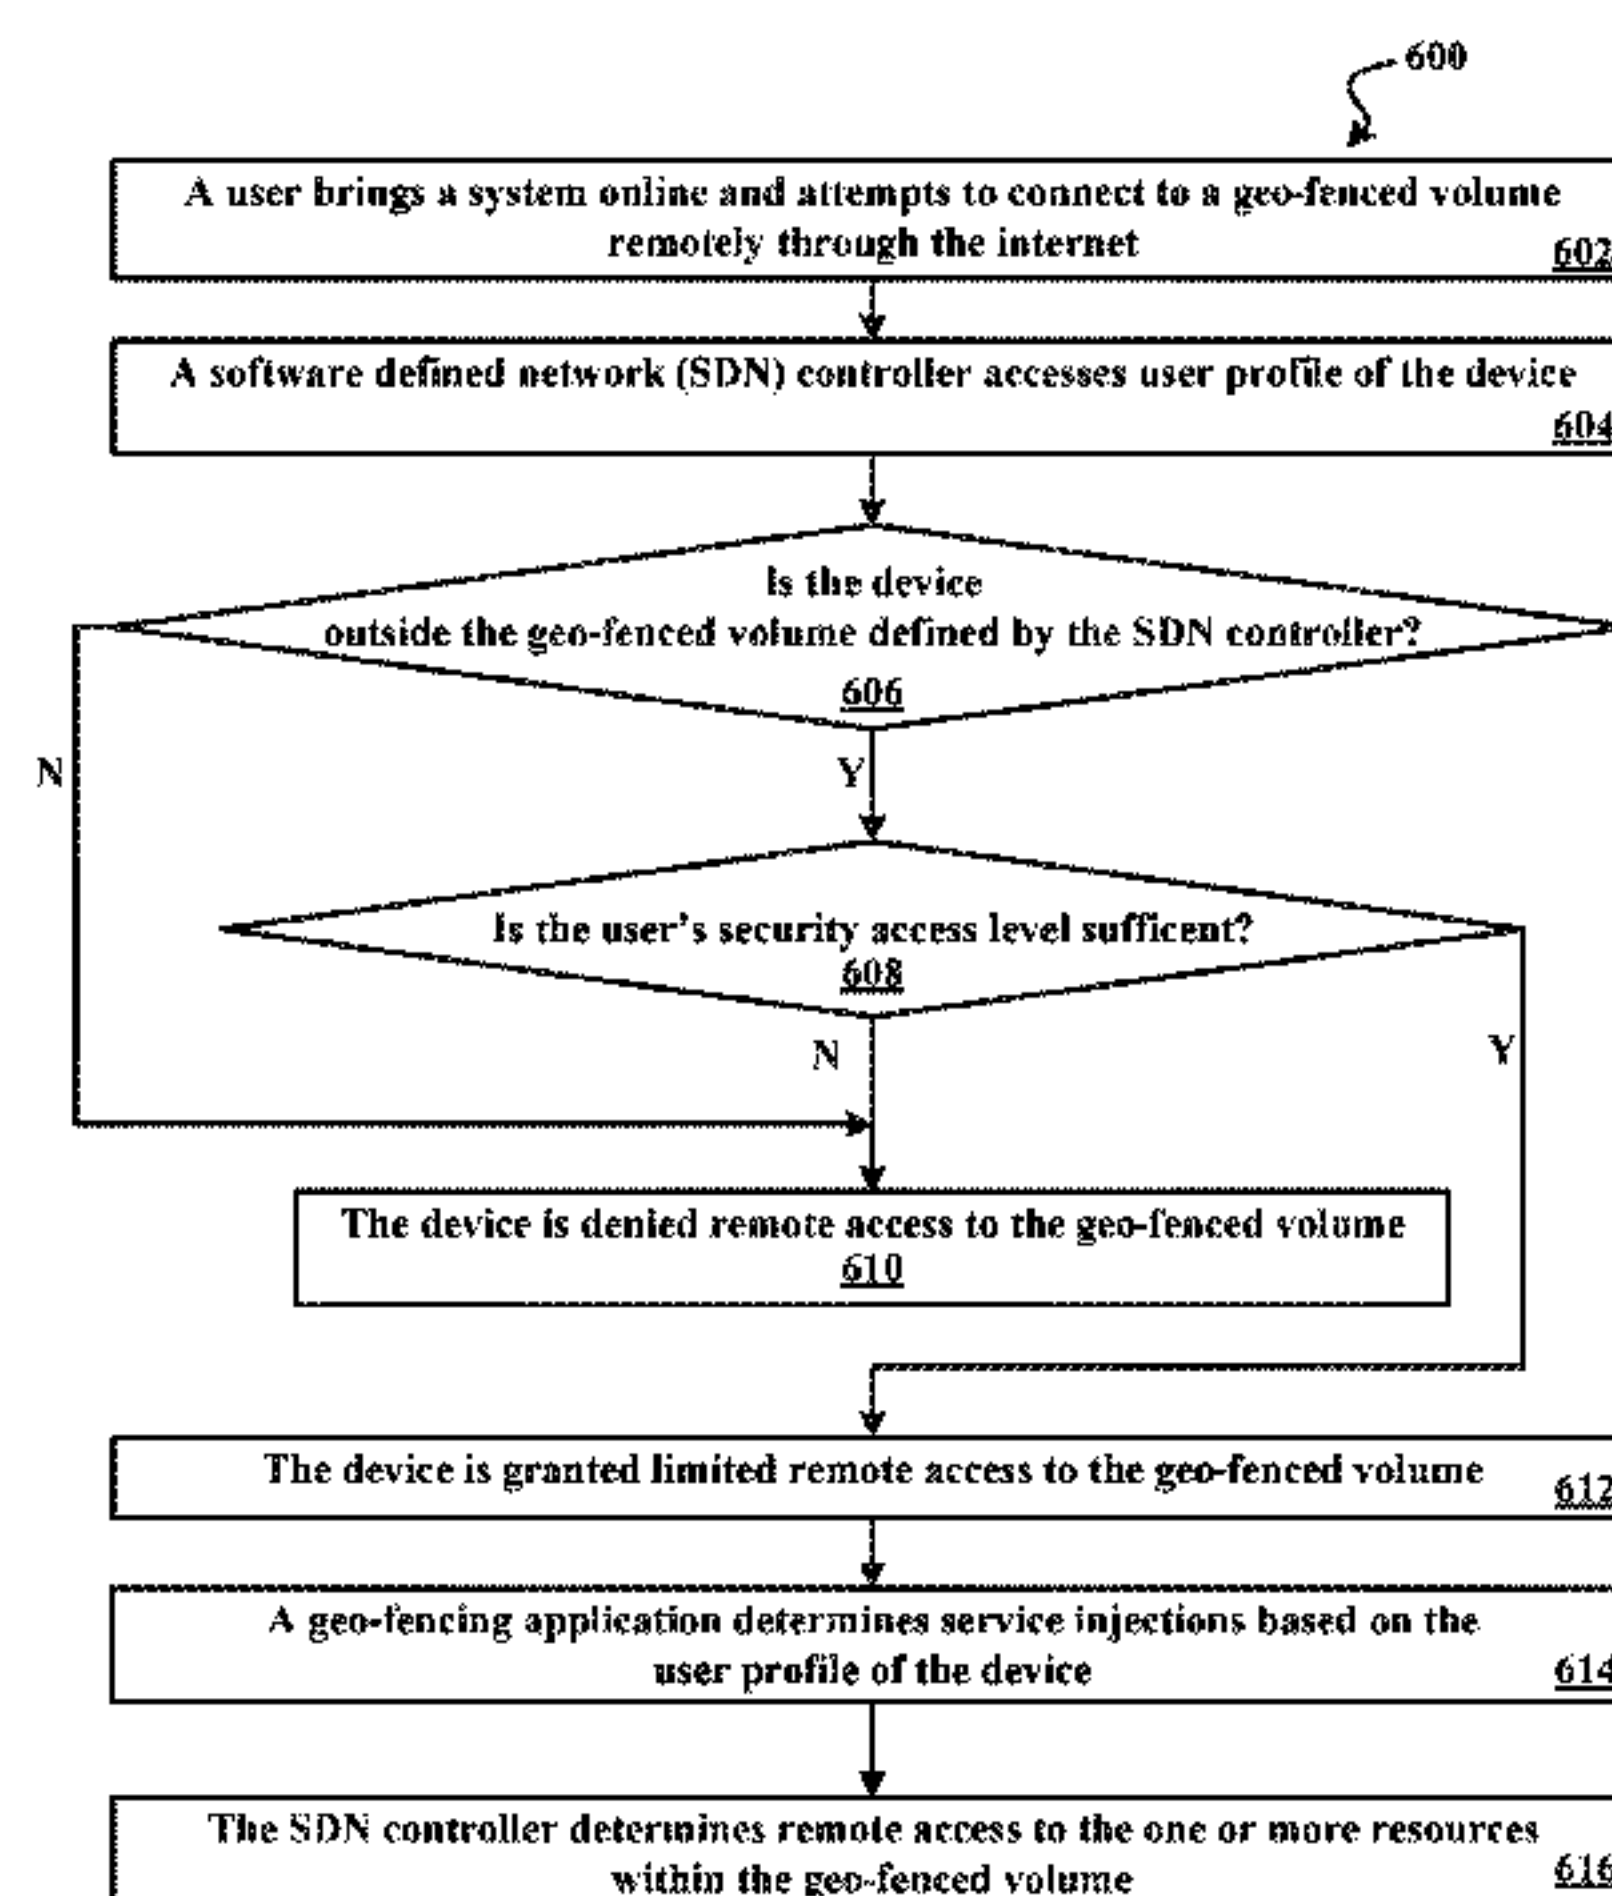 600
A user brings a system online and attempts to connect to a geo-fenced volume
remotely through the internet
602
A software defined network (SDN) controller accesses user profile of the device
604
Is the device
outside the geo-fenced volume defined by the SDN controller?
606
N
Y
Is the user's security access level sufficent?
608
N
Y
The device is denied remote access to the geo-fenced volume
610
The device is granted limited remote access to the geo-fenced volume
612
A geo-fencing application determines service injections based on the
user profile of the device
614
The SDN controller determines remote access to the one or more resources
within the geo-fenced volume
616